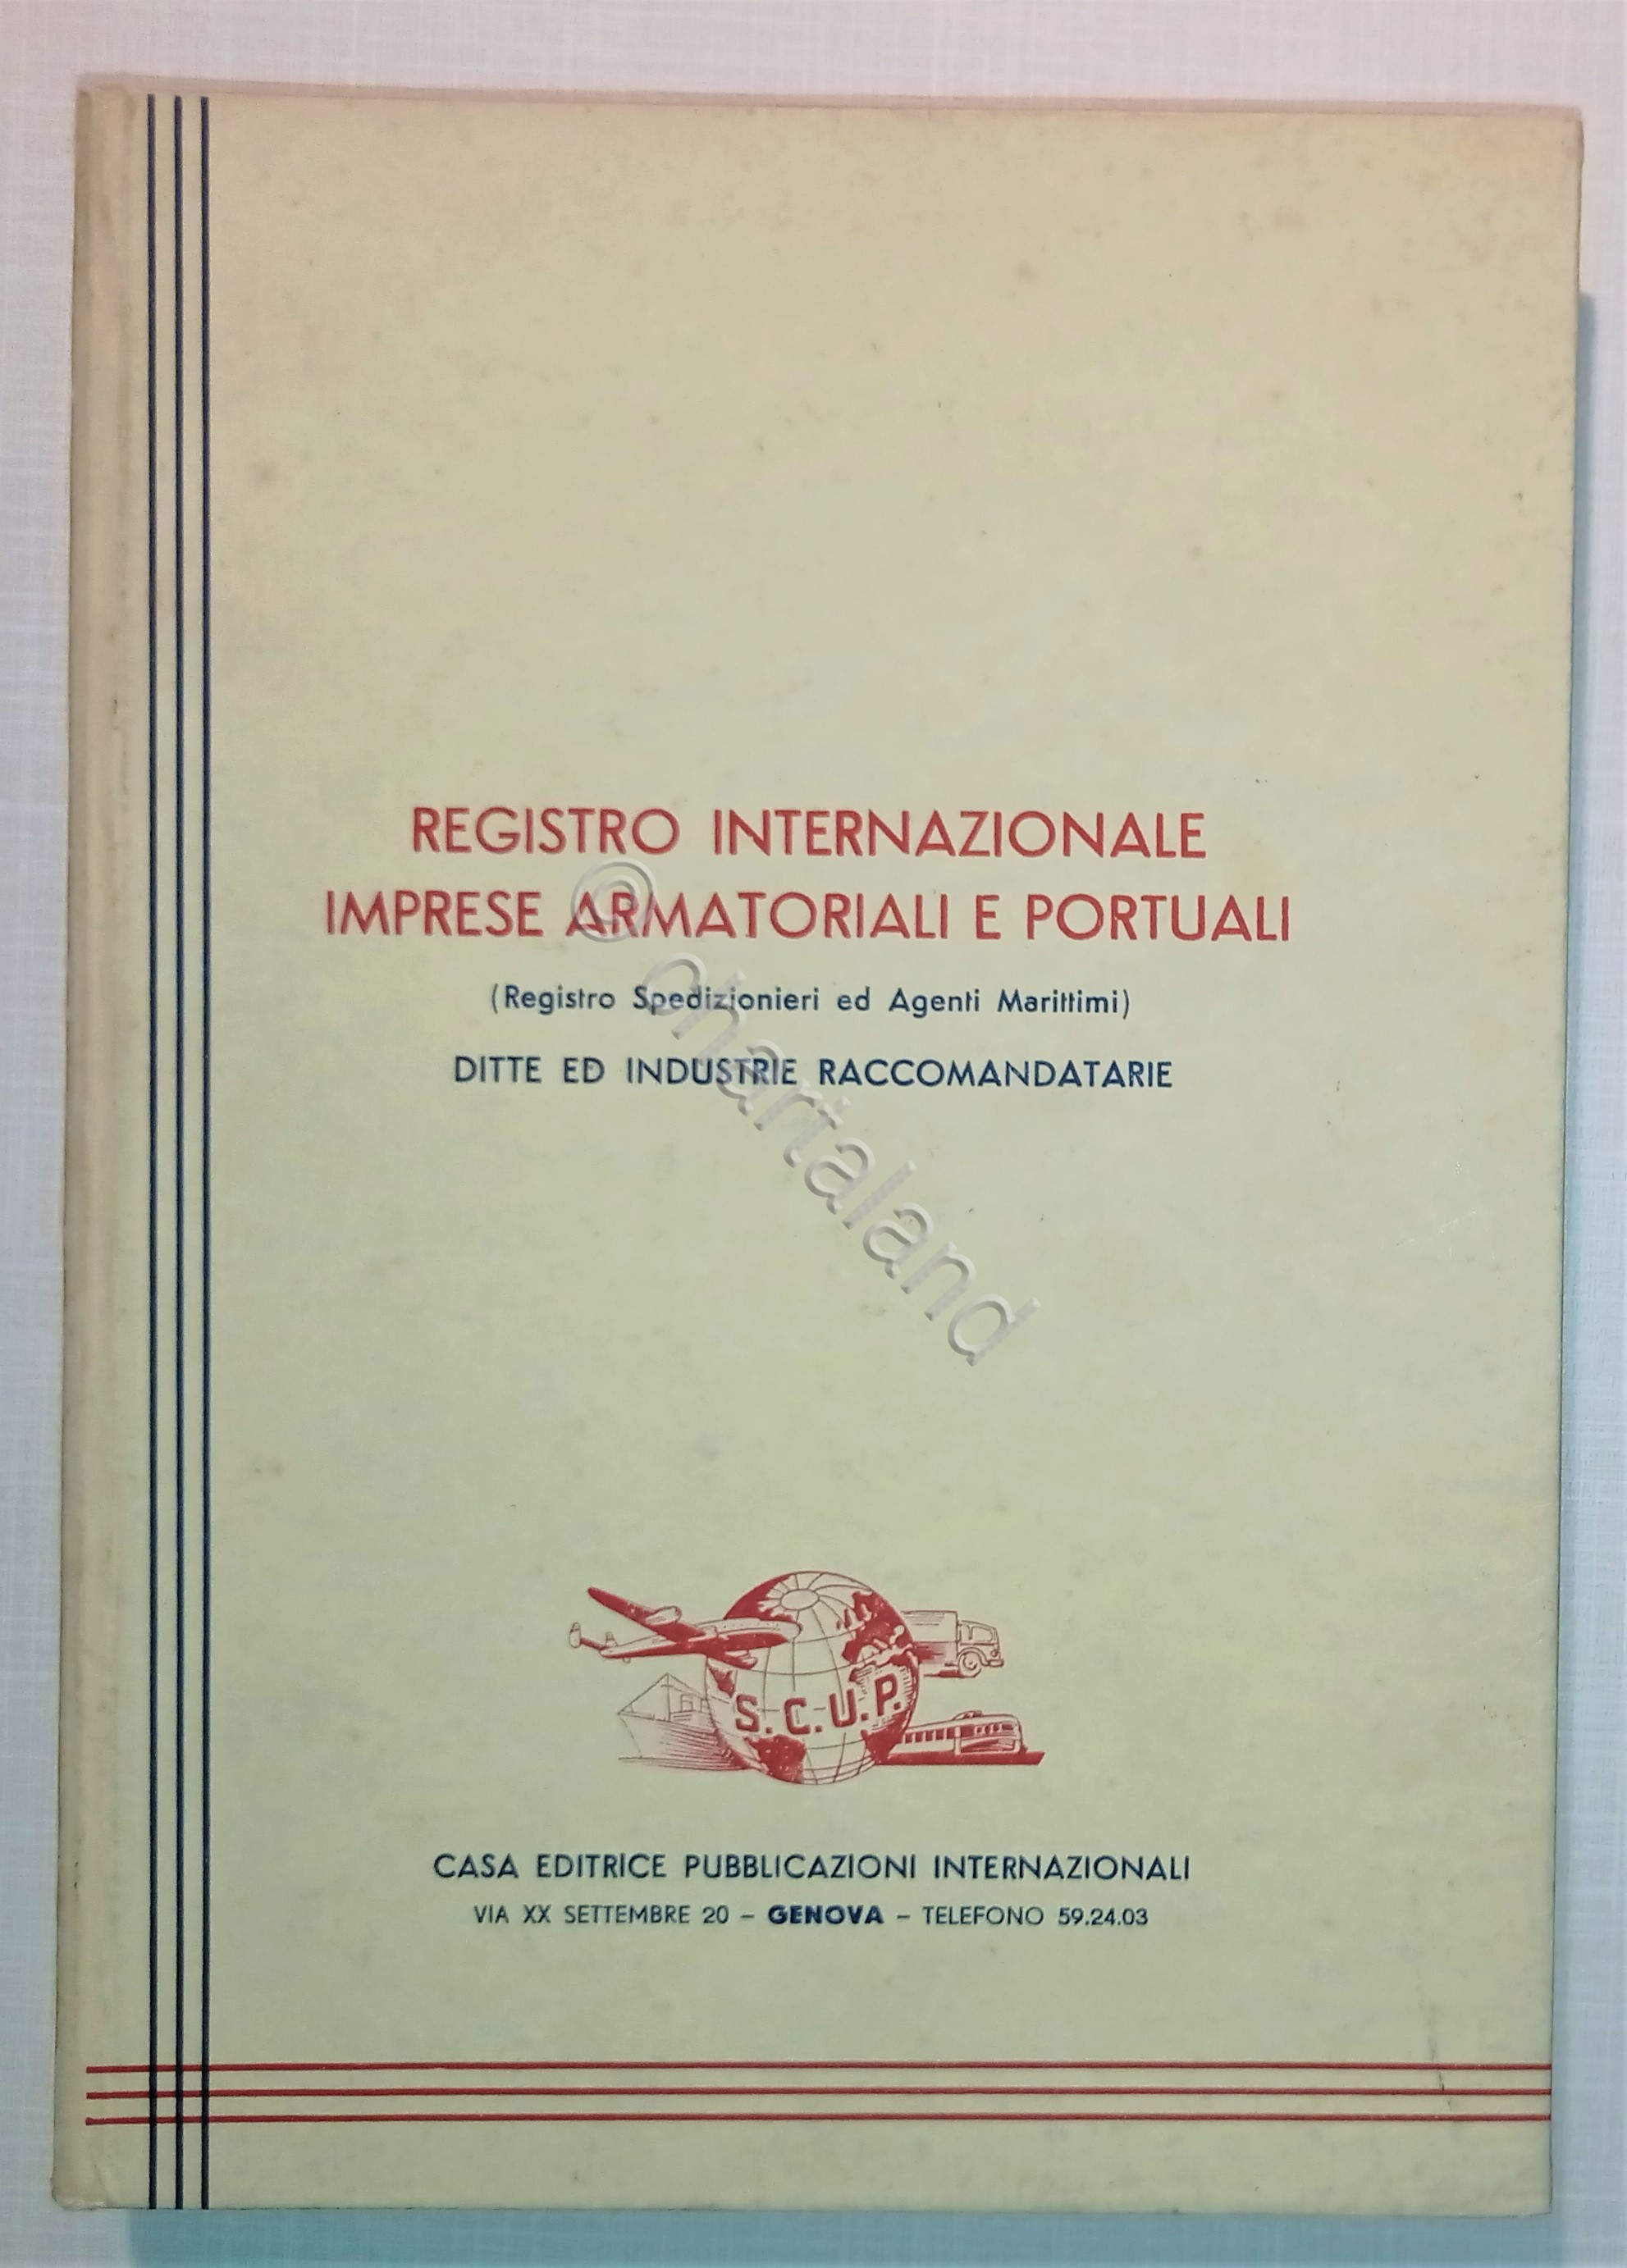 REGISTRO INTERNAZIONALE
IMPRESE ARMATORIALI E PORTUALI
(Registro Spedizionieri ed Agenti Marittimi)
DITTE ED INDUSTRIE RACCOMANDATARIE
© chartaland
S.C.U.P.
CASA EDITRICE PUBBLICAZIONI INTERNAZIONALI
VIA XX SETTEMBRE 20 - GENOVA - TELEFONO 59.24.03